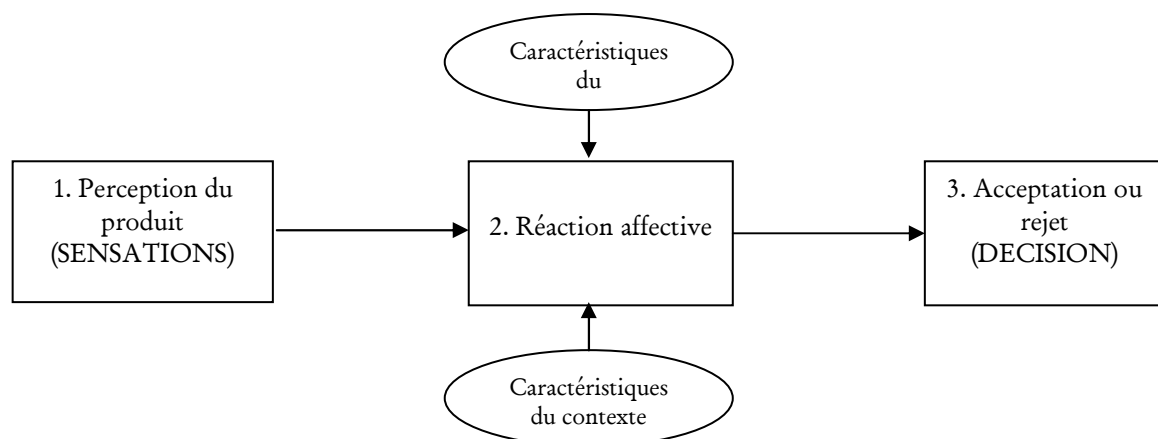 Caractéristiques
du
1. Perception du
produit
(SENSATIONS)
2. Réaction affective
3. Acceptation ou
rejet
(DECISION)
Caractéristiques
du contexte